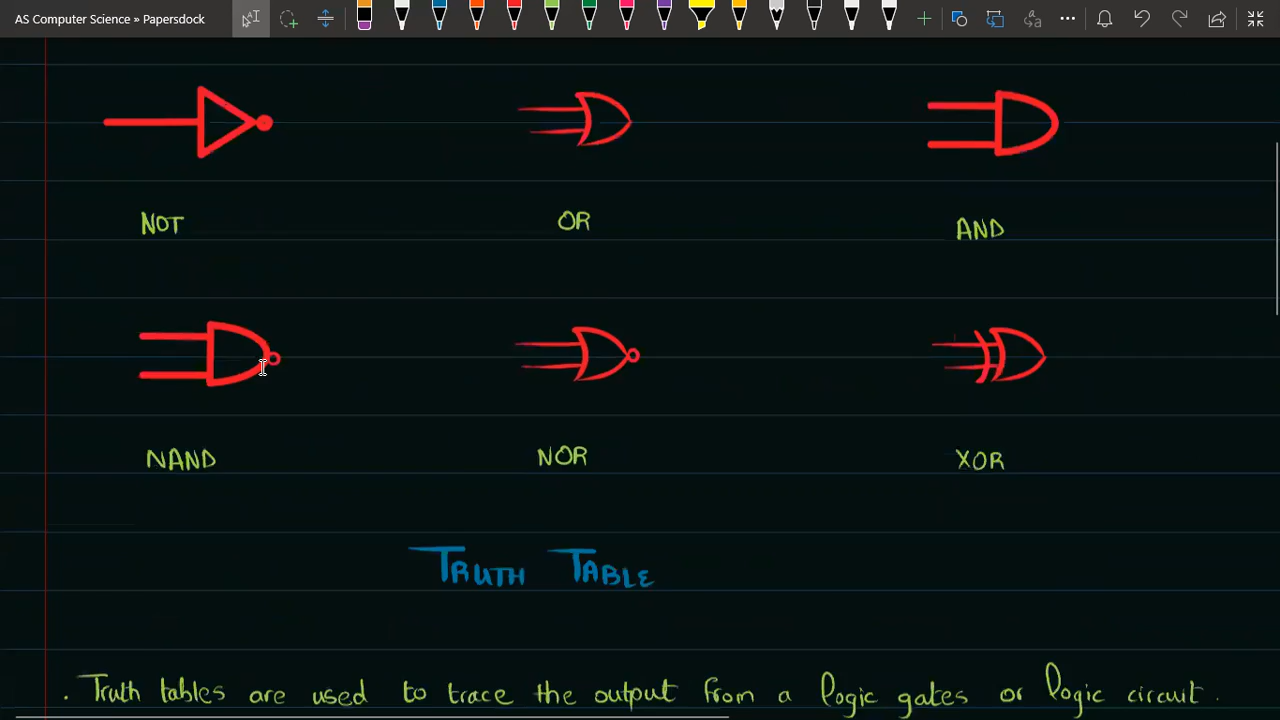 AS Computer Science » Papersdock
NOT OR AND
NAND NOR XOR
TRUTH TABLE
. Truth tables are used to trace the output from a logic gates or logic circuit.